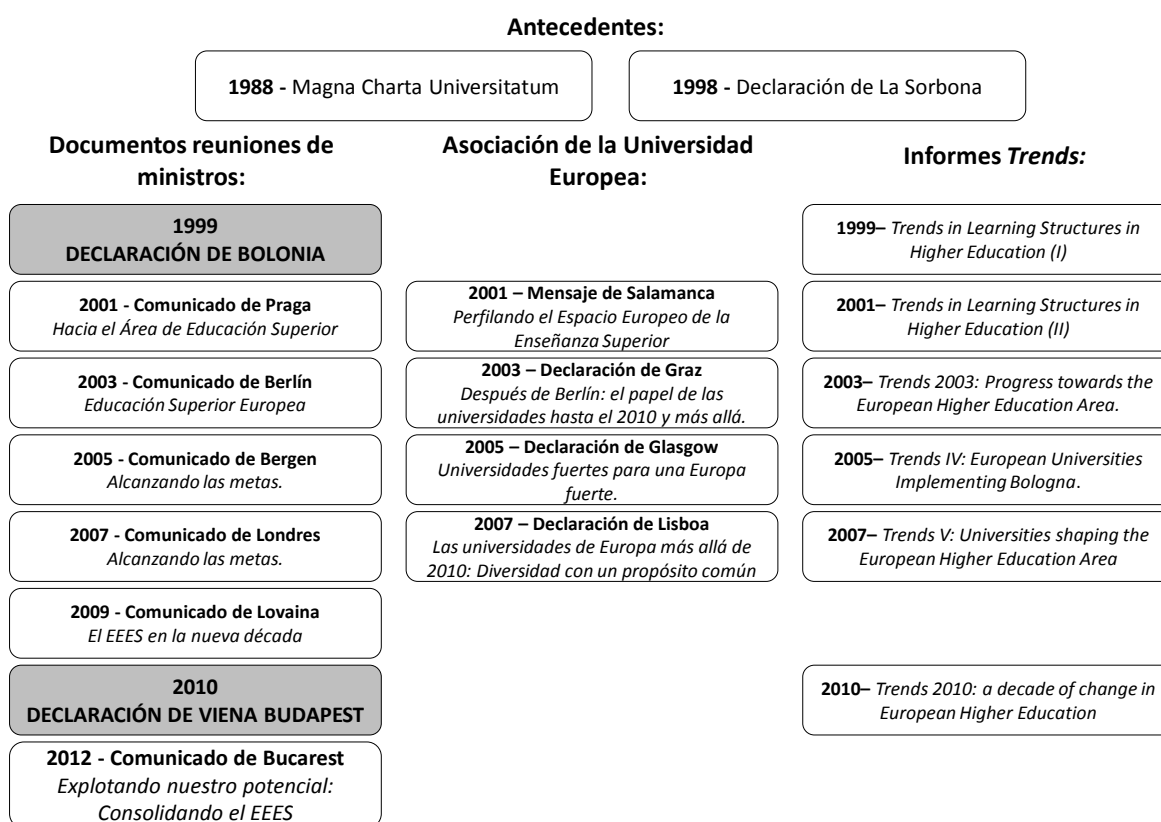 Antecedentes:
1988 - Magna Charta Universitatum
1998 - Declaración de La Sorbona
Documentos reuniones de
ministros:
Asociación de la Universidad
Europea:
Informes Trends:
1999
DECLARACIÓN DE BOLONIA
1999– Trends in Learning Structures in
Higher Education (I)
2001 - Comunicado de Praga
Hacia el Área de Educación Superior
2001 – Mensaje de Salamanca
Perfilando el Espacio Europeo de la
Enseñanza Superior
2001– Trends in Learning Structures in
Higher Education (II)
2003 - Comunicado de Berlín
Educación Superior Europea
2003 – Declaración de Graz
Después de Berlín: el papel de las
universidades hasta el 2010 y más allá.
2003– Trends 2003: Progress towards the
European Higher Education Area.
2005 - Comunicado de Bergen
Alcanzando las metas.
2005 – Declaración de Glasgow
Universidades fuertes para una Europa
fuerte.
2005– Trends IV: European Universities
Implementing Bologna.
2007 - Comunicado de Londres
Alcanzando las metas.
2007 – Declaración de Lisboa
Las universidades de Europa más allá de
2010: Diversidad con un propósito común
2007– Trends V: Universities shaping the
European Higher Education Area
2009 - Comunicado de Lovaina
El EEES en la nueva década
2010
DECLARACIÓN DE VIENA BUDAPEST
2010– Trends 2010: a decade of change in
European Higher Education
2012 - Comunicado de Bucarest
Explotando nuestro potencial:
Consolidando el EEES